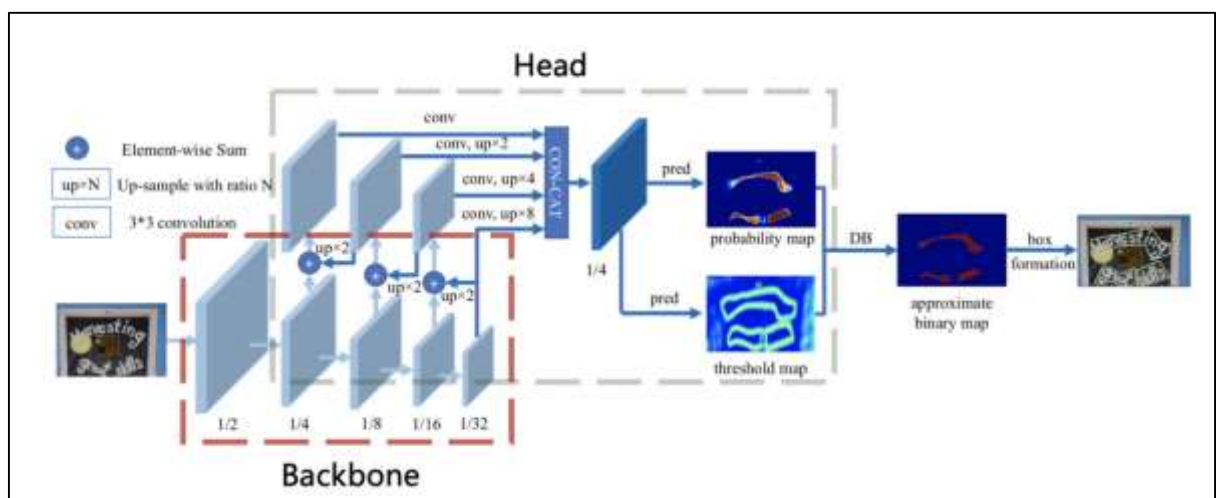 Head
Element-wise Sum
up×N
Up-sample with ratio N
conv
3*3 convolution
conv
conv, up×2
conv, up×4
conv, up×8
CON-CAT
up×2
up×2
up×2
1/4
pred
pred
probability map
threshold map
DB
approximate
binary map
box
formation
1/2
1/4
1/8
1/16
1/32
Backbone